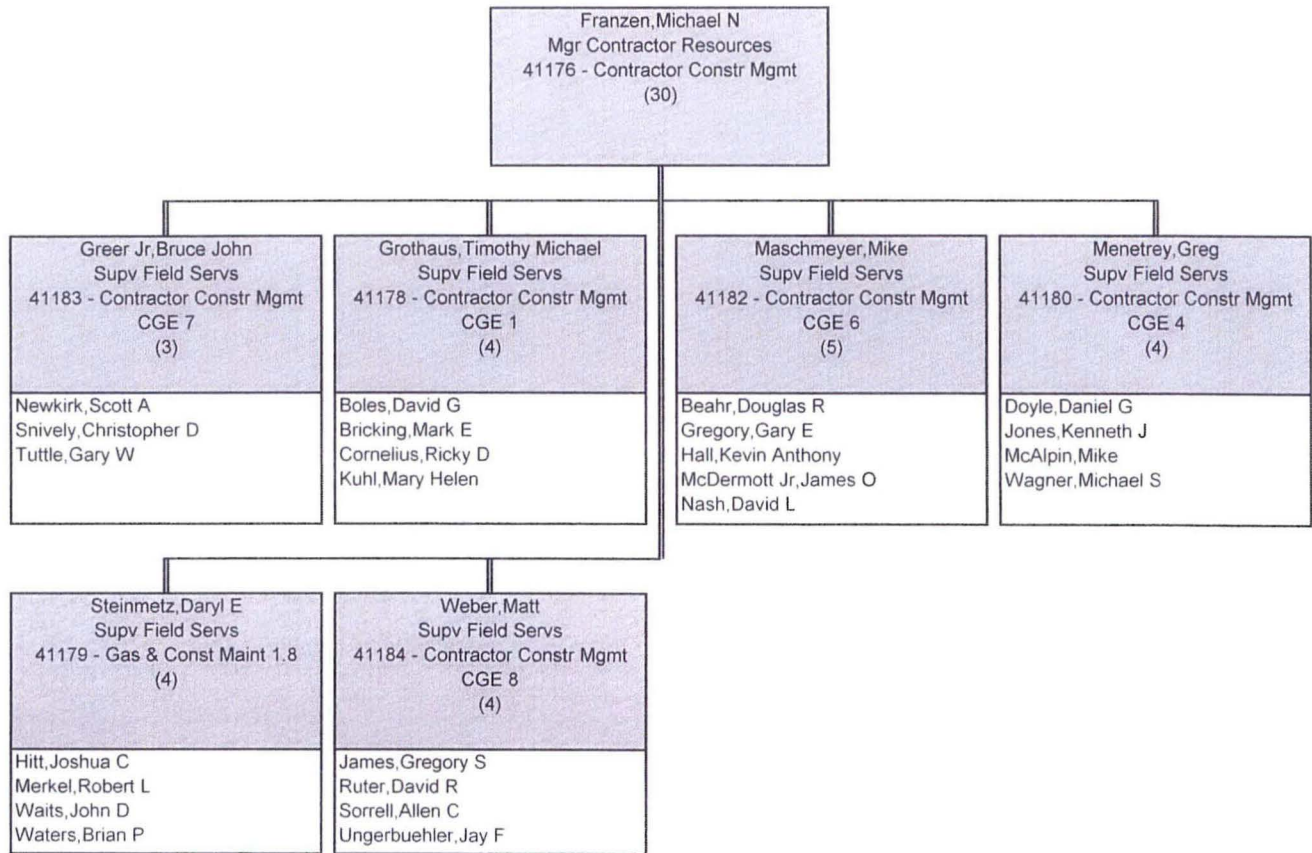 Franzen,Michael N
Mgr Contractor Resources
41176 - Contractor Constr Mgmt
(30)
Greer Jr,Bruce John
Supv Field Servs
41183 - Contractor Constr Mgmt
CGE 7
(3)
Newkirk,Scott A
Snively,Christopher D
Tuttle,Gary W
Grothaus,Timothy Michael
Supv Field Servs
41178 - Contractor Constr Mgmt
CGE 1
(4)
Boles,David G
Bricking,Mark E
Cornelius,Ricky D
Kuhl,Mary Helen
Maschmeyer,Mike
Supv Field Servs
41182 - Contractor Constr Mgmt
CGE 6
(5)
Beahr,Douglas R
Gregory,Gary E
Hall,Kevin Anthony
McDermott Jr,James O
Nash,David L
Menetrey,Greg
Supv Field Servs
41180 - Contractor Constr Mgmt
CGE 4
(4)
Doyle,Daniel G
Jones,Kenneth J
McAlpin,Mike
Wagner,Michael S
Steinmetz,Daryl E
Supv Field Servs
41179 - Gas & Const Maint 1.8
(4)
Hitt,Joshua C
Merkel,Robert L
Waits,John D
Waters,Brian P
Weber,Matt
Supv Field Servs
41184 - Contractor Constr Mgmt
CGE 8
(4)
James,Gregory S
Ruter,David R
Sorrell,Allen C
Ungerbuehler,Jay F